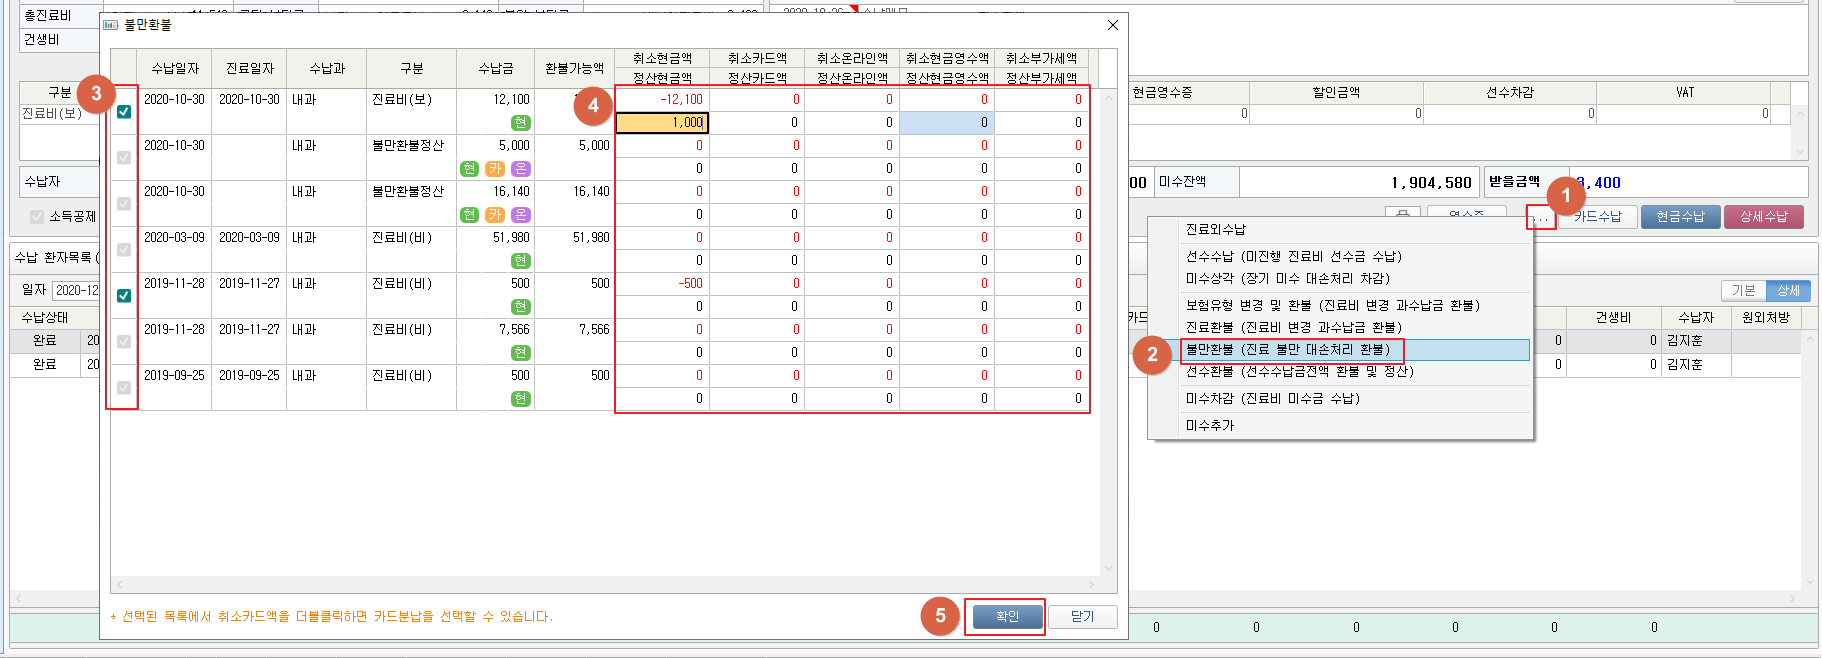 총진료비
건생비
구분
진료비(보)
수납자
소득공제
수납 환자목록(
일자 2020-12
수납상태
완료 20
완료 20
불만환불
수납일자 진료일자 수납과 구분 수납금 환불가능액 취소현금액 취소카드액 취소온라인액 취소현금영수액 취소부가세액
정산현금액 정산카드액 정산온라인액 정산현금영수액 정산부가세액
3
4
2020-10-30 2020-10-30 내과 진료비(보) 12,100 -12,100 0 0 0 0
현 1,000 0 0 0 0
2020-10-30 내과 불만환불정산 5,000 5,000 0 0 0 0 0
현 카 온 0 0 0 0 0
2020-10-30 내과 불만환불정산 16,140 16,140 0 0 0 0 0
현 카 온 0 0 0 0 0
2020-03-09 2020-03-09 내과 진료비(비) 51,980 51,980 0 0 0 0 0
현 0 0 0 0 0
2019-11-28 2019-11-27 내과 진료비(비) 500 500 -500 0 0 0 0
현 0 0 0 0 0
2019-11-28 2019-11-27 내과 진료비(비) 7,566 7,566 0 0 0 0 0
현 0 0 0 0 0
2019-09-25 2019-09-25 내과 진료비(비) 500 500 0 0 0 0 0
현 0 0 0 0 0
* 선택된 목록에서 취소카드액을 더블클릭하면 카드분납을 선택할 수 있습니다.
5
확인 닫기
현금영수증 할인금액 선수차감 VAT
0 0 0 0
00 미수잔액 1,904,580 받을금액 3,400
1
영수증 ... 카드수납 현금수납 상세수납
진료외수납
선수수납 (미진행 진료비 선수금 수납)
미수상각 (장기 미수 대손처리 차감)
보험유형 변경 및 환불 (진료비 변경 과수납금 환불)
진료환불 (진료비 변경 과수납금 환불)
2
불만환불 (진료 불만 대손처리 환불)
선수환불 (선수수납금전액 환불 및 정산)
미수차감 (진료비 미수금 수납)
미수추가
기본 상세
카드 건생비 수납자 원외처방
0 0 김지훈
0 0 김지훈
0 0 0 0 0 0